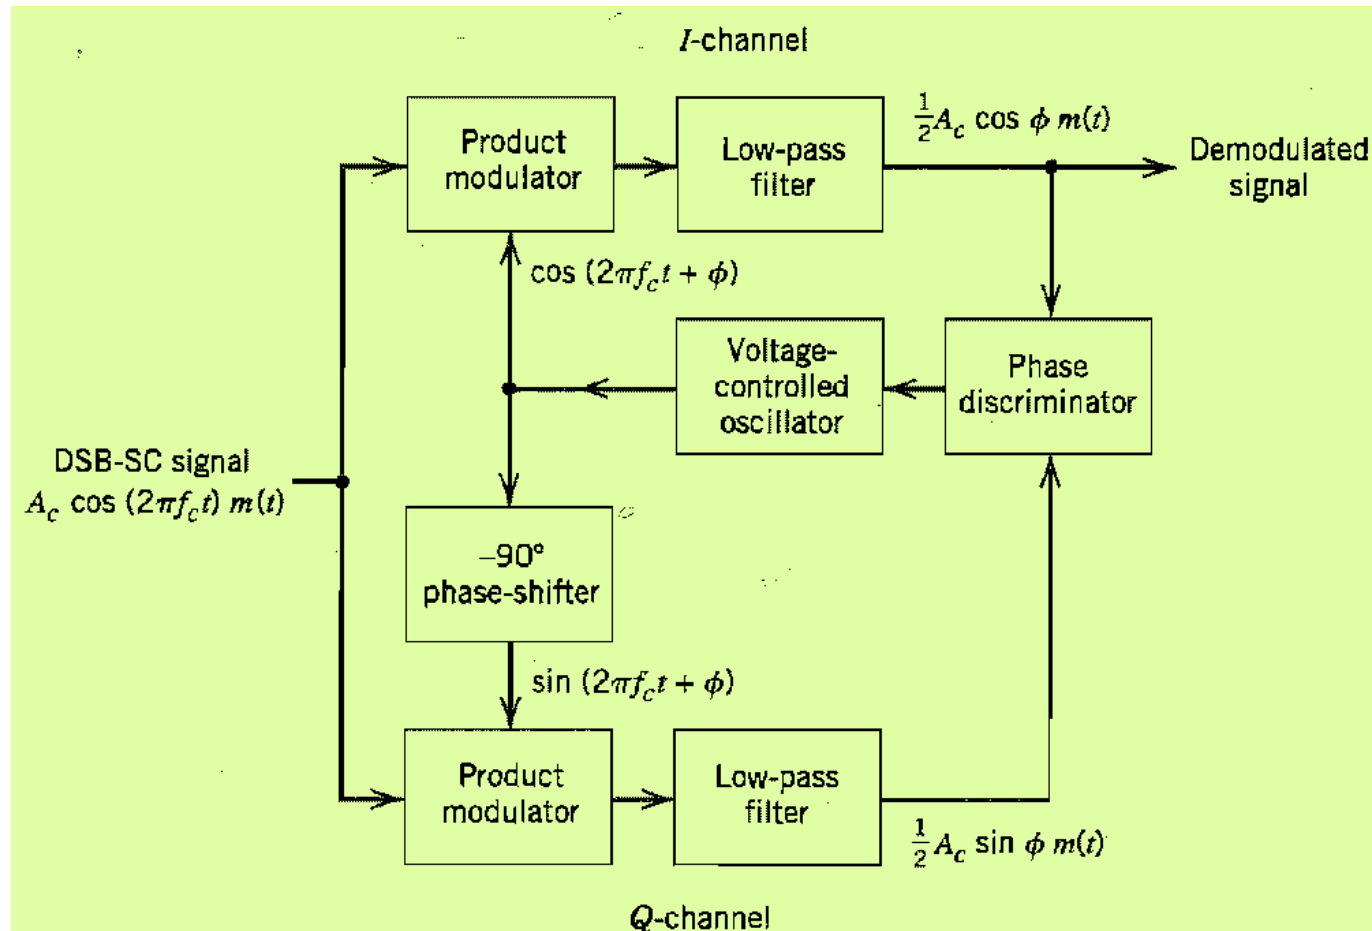 I-channel
Product
modulator
Low-pass
filter
½A_c cos ϕ m(t)
Demodulated
signal
cos (2πf_ct + ϕ)
Voltage-
controlled
oscillator
Phase
discriminator
DSB-SC signal
A_c cos (2πf_ct) m(t)
–90°
phase-shifter
sin (2πf_ct + ϕ)
Product
modulator
Low-pass
filter
½A_c sin ϕ m(t)
Q-channel